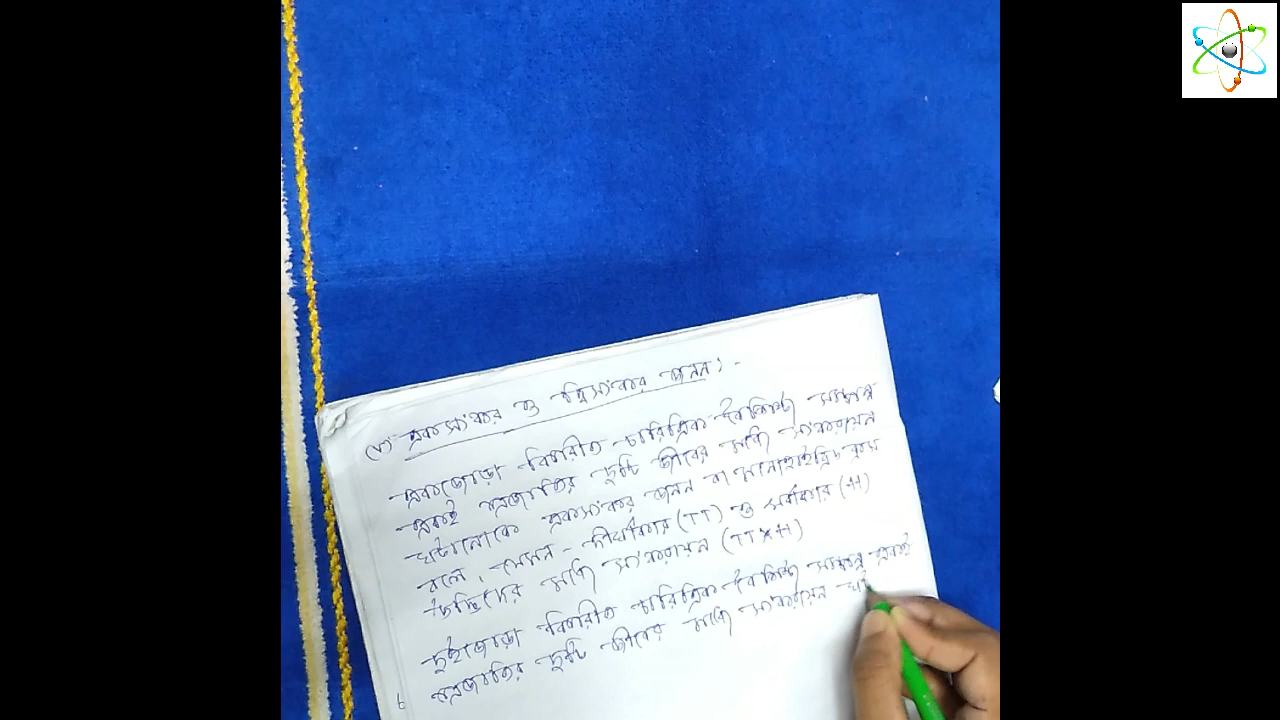 একসংকর ও দ্বিসংকর জনন :-
একজোড়া বিপরীত চারিত্রিক বৈশিষ্ট্য সম্পন্ন
একই প্রজাতির দুটি জীবের মধ্যে সংকরায়ন
ঘটানোকে একসংকর জনন বা মনোহাইব্রিড ক্রস
বলে, যেমন - দীর্ঘাকার (TT) ও খর্বাকার (tt)
উদ্ভিদের মধ্যে সংকরায়ন (TT x tt)
দুইজোড়া বিপরীত চারিত্রিক বৈশিষ্ট্য সম্পন্ন একই
প্রজাতির দুটি জীবের মধ্যে সংকরায়ন